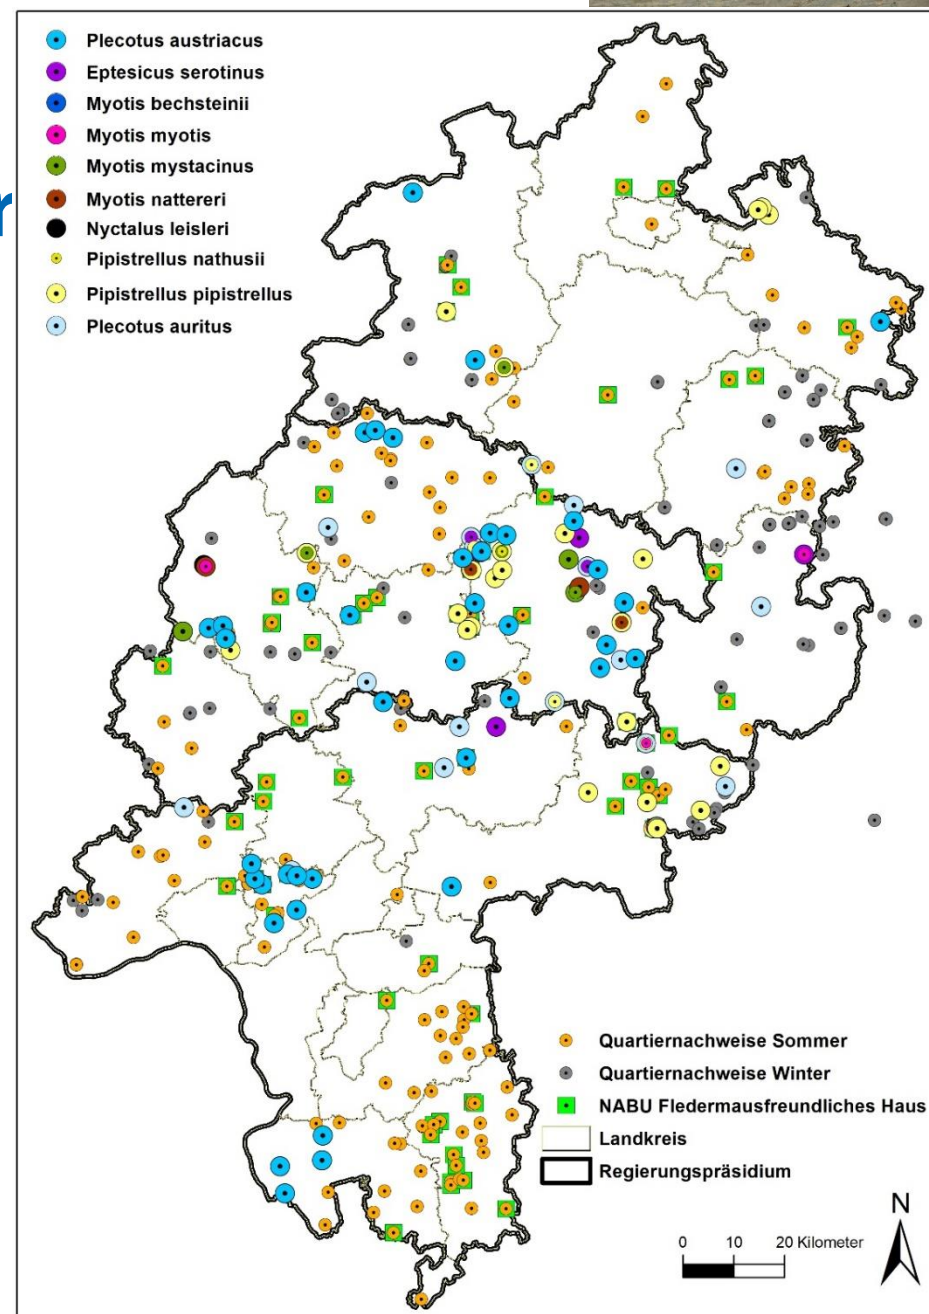 Plecotus austriacus
Eptesicus serotinus
Myotis bechsteinii
Myotis myotis
Myotis mystacinus
Myotis nattereri
Nyctalus leisleri
Pipistrellus nathusii
Pipistrellus pipistrellus
Plecotus auritus
r
Quartiernachweise Sommer
Quartiernachweise Winter
NABU Fledermausfreundliches Haus
Landkreis
Regierungspräsidium
N
0 10 20 Kilometer